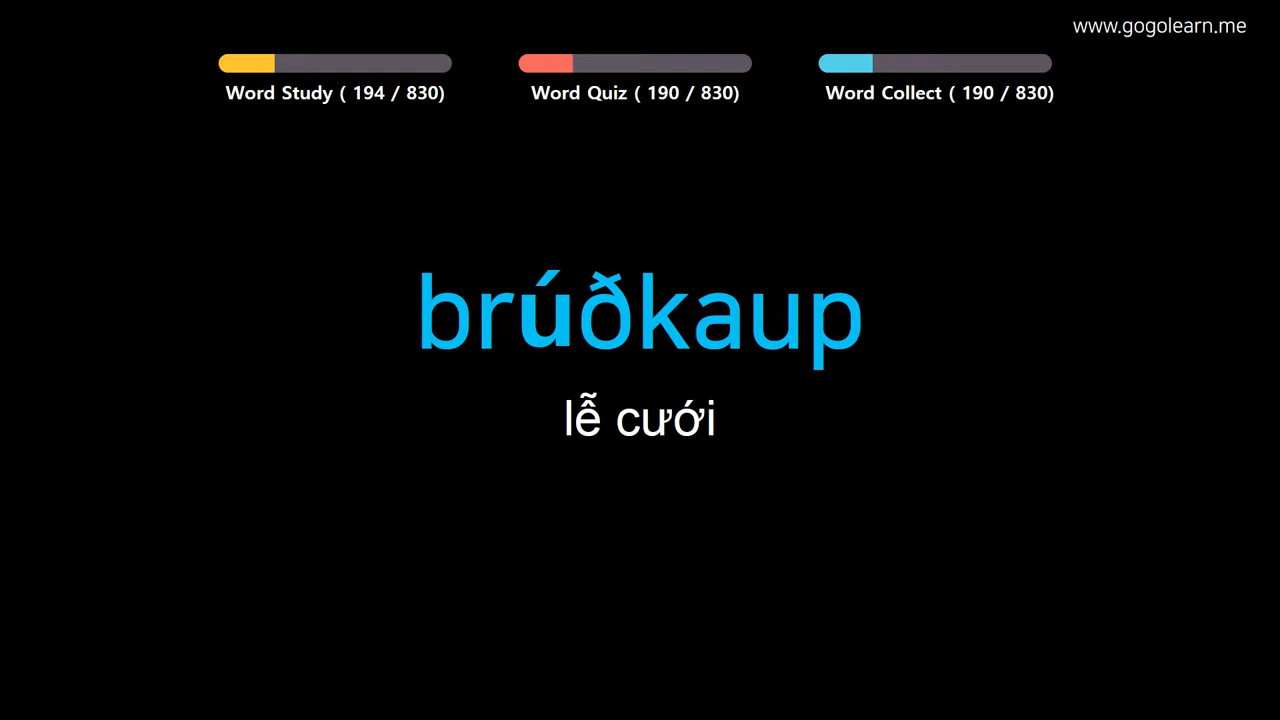 www.gogolearn.me
Word Study ( 194 / 830)
Word Quiz ( 190 / 830)
Word Collect ( 190 / 830)
brúðkaup
lễ cưới